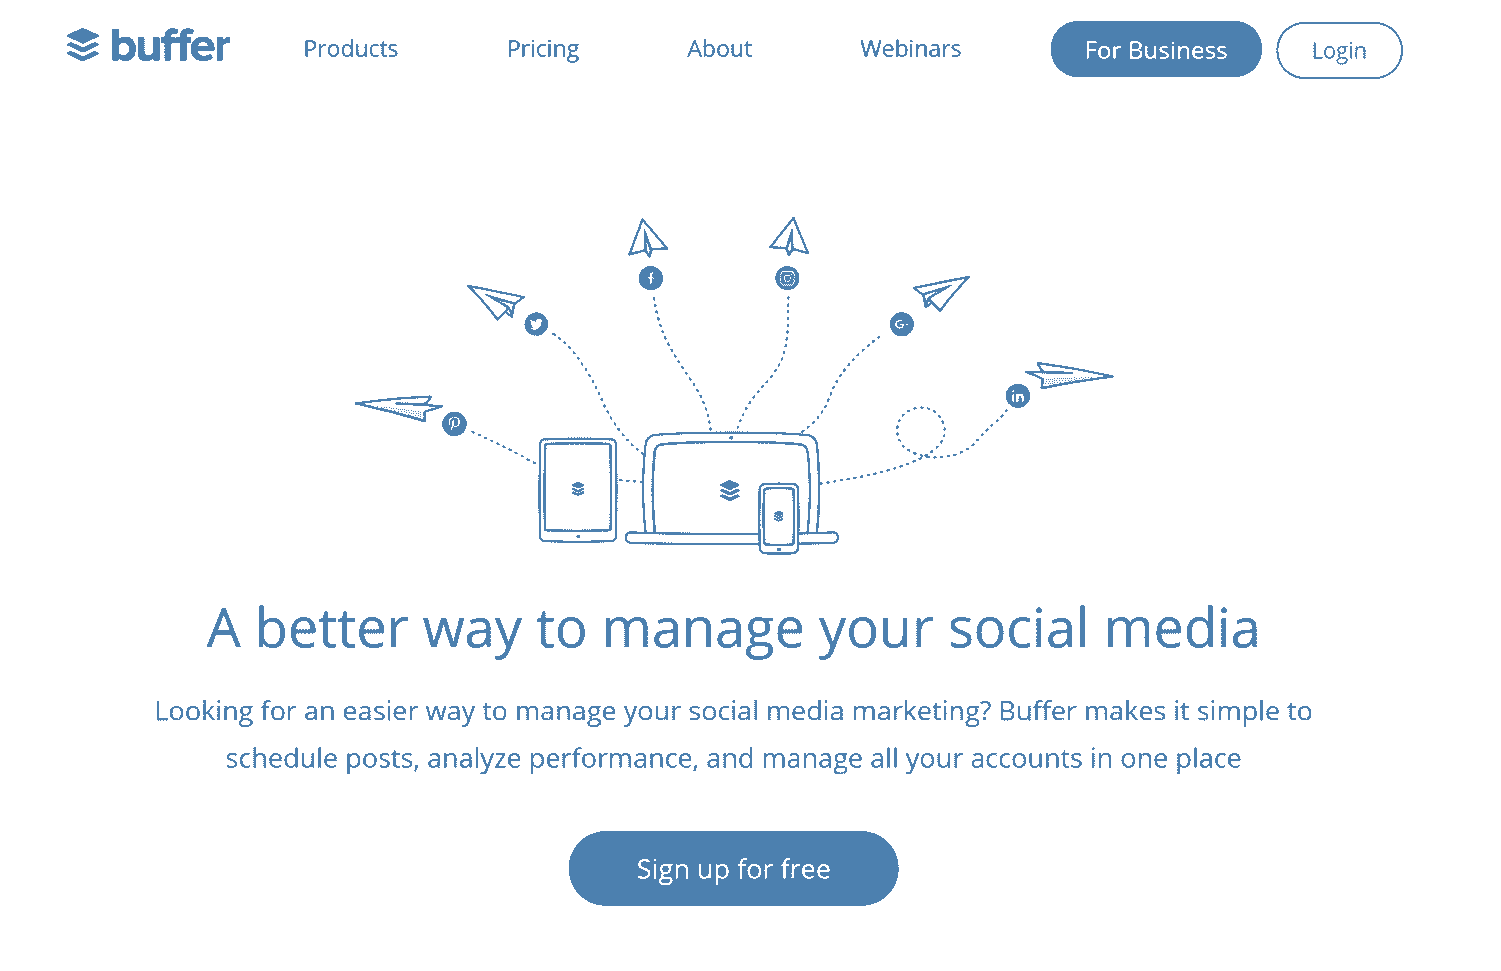 buffer
Products
Pricing
About
Webinars
For Business
Login
A better way to manage your social media
Looking for an easier way to manage your social media marketing? Buffer makes it simple to
schedule posts, analyze performance, and manage all your accounts in one place
Sign up for free